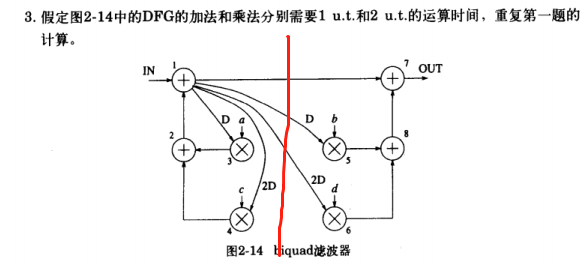 3. 假定图2-14中的DFG的加法和乘法分别需要1 u.t.和2 u.t.的运算时间，重复第一题的
计算。
IN
1
7
OUT
D
a
D
b
2
3
5
8
c
2D
2D
d
4
6
图2-14 biquad滤波器